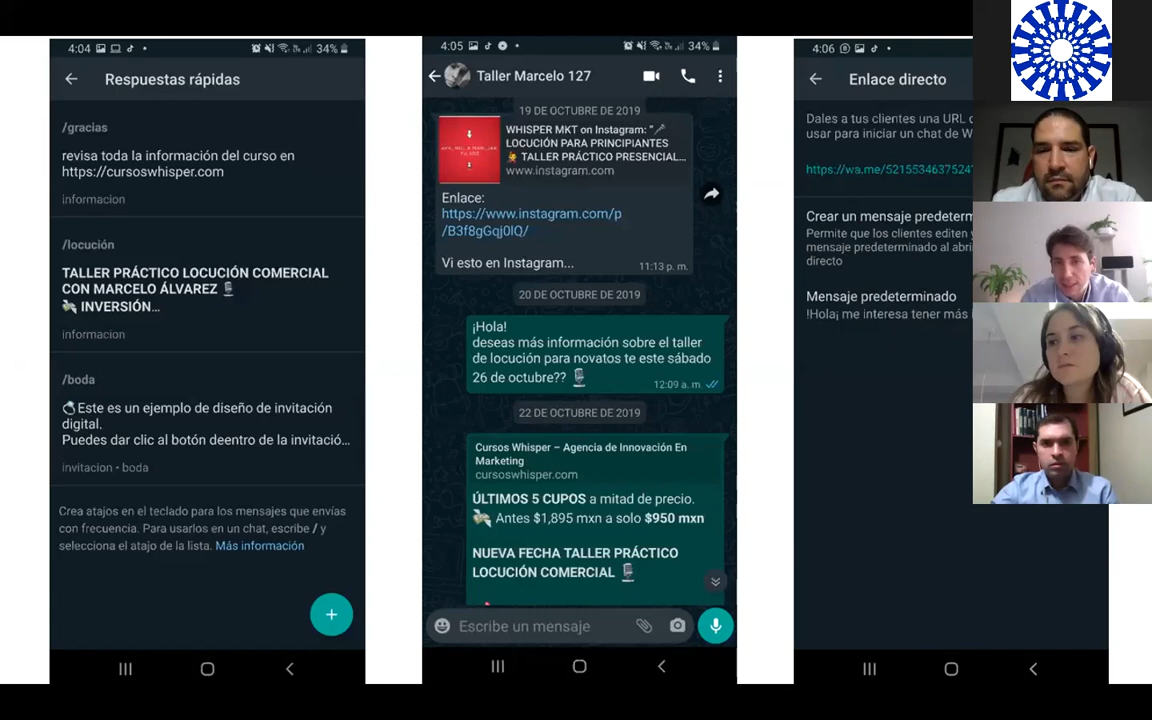 4:04
34%
Respuestas rápidas
/gracias
revisa toda la información del curso en
https://cursoswhisper.com
informacion
/locución
TALLER PRÁCTICO LOCUCIÓN COMERCIAL
CON MARCELO ÁLVAREZ
INVERSIÓN...
informacion
/boda
Este es un ejemplo de diseño de invitación
digital.
Puedes dar clic al botón deentro de la invitació...
invitacion • boda
Crea atajos en el teclado para los mensajes que envías
con frecuencia. Para usarlos en un chat, escribe / y
selecciona el atajo de la lista. Más información
4:05
34%
Taller Marcelo 127
19 DE OCTUBRE DE 2019
WHISPER MKT on Instagram: "
LOCUCIÓN PARA PRINCIPIANTES
TALLER PRÁCTICO PRESENCIAL...
www.instagram.com
Enlace:
https://www.instagram.com/p
/B3f8gGqj0lQ/
Vi esto en Instagram...
11:13 p. m.
20 DE OCTUBRE DE 2019
¡Hola!
deseas más información sobre el taller
de locución para novatos te este sábado
26 de octubre??
12:09 a. m.
22 DE OCTUBRE DE 2019
Cursos Whisper – Agencia de Innovación En
Marketing
cursoswhisper.com
ÚLTIMOS 5 CUPOS a mitad de precio.
Antes $1,895 mxn a solo $950 mxn
NUEVA FECHA TALLER PRÁCTICO
LOCUCIÓN COMERCIAL
Escribe un mensaje
4:06
Enlace directo
Dales a tus clientes una URL
usar para iniciar un chat de W
https://wa.me/521553463752
Crear un mensaje predeterm
Permite que los clientes editen y
mensaje predeterminado al abri
directo
Mensaje predeterminado
!Hola¡ me interesa tener más